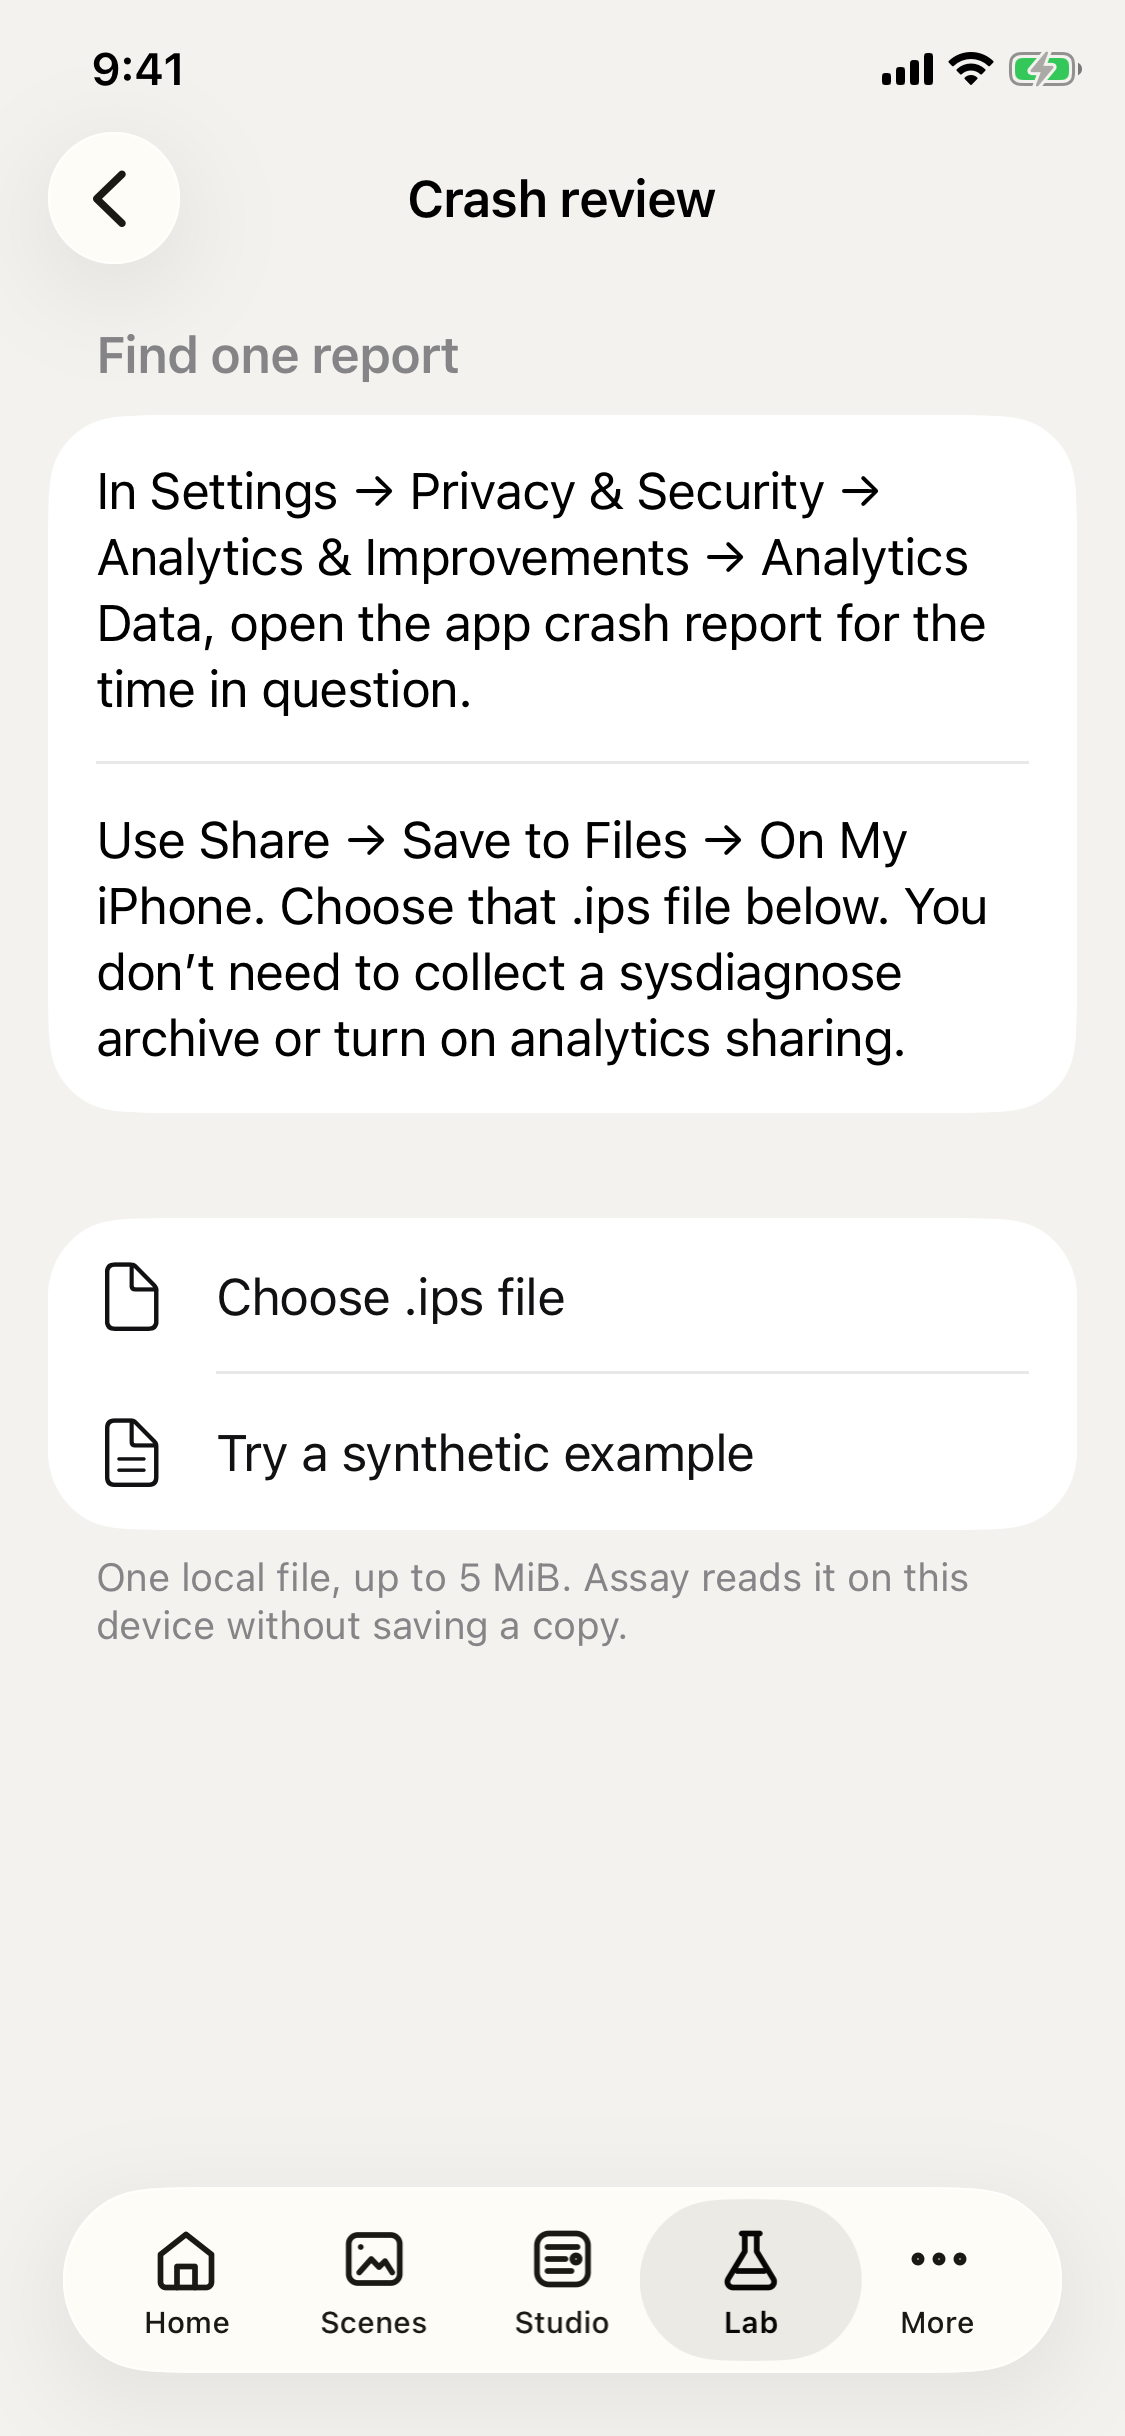 9:41
Crash review
Find one report
In Settings → Privacy & Security →
Analytics & Improvements → Analytics
Data, open the app crash report for the
time in question.
Use Share → Save to Files → On My
iPhone. Choose that .ips file below. You
don’t need to collect a sysdiagnose
archive or turn on analytics sharing.
Choose .ips file
Try a synthetic example
One local file, up to 5 MiB. Assay reads it on this
device without saving a copy.
Home
Scenes
Studio
Lab
More